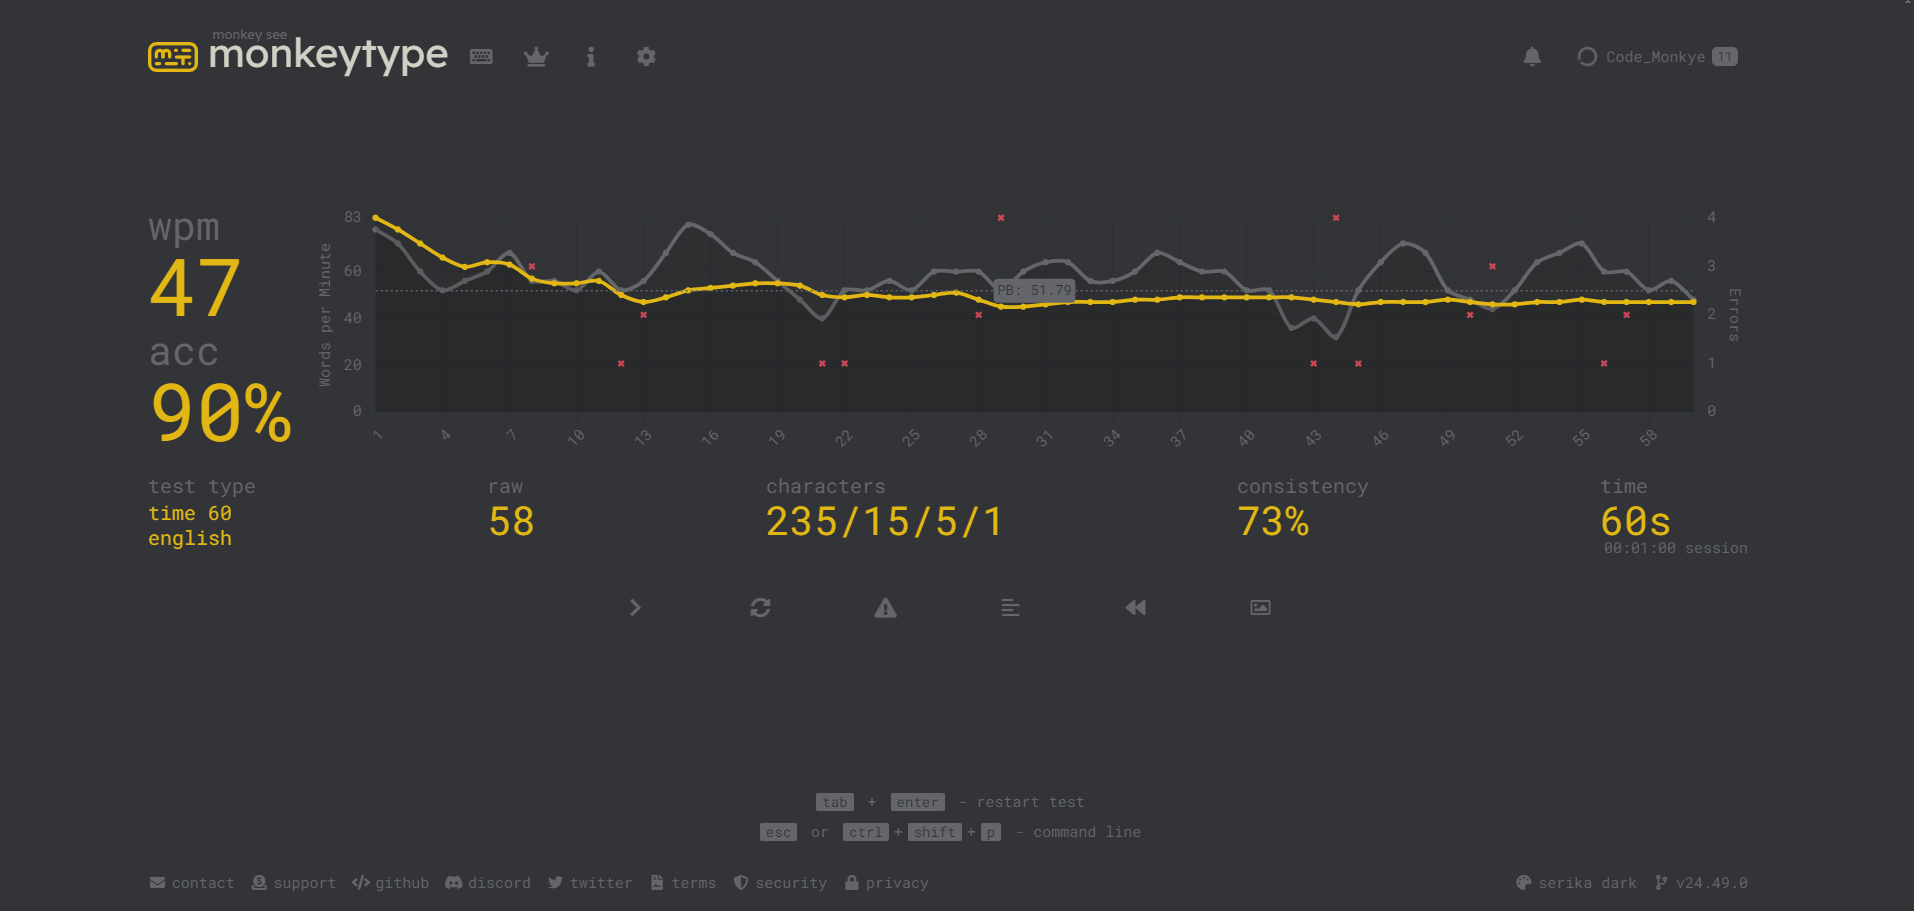 monkey see
monkeytype
Code_Monkye 11
wpm
47
acc
90%
Words per Minute
83
60
40
20
0
PB: 51.79
4
3
2
1
0
Errors
1 4 7 10 13 16 19 22 25 28 31 34 37 40 43 46 49 52 55 58
test type
time 60
english
raw
58
characters
235/15/5/1
consistency
73%
time
60s
00:01:00 session
tab + enter - restart test
esc or ctrl + shift + p - command line
contact support github discord twitter terms security privacy serika dark v24.49.0